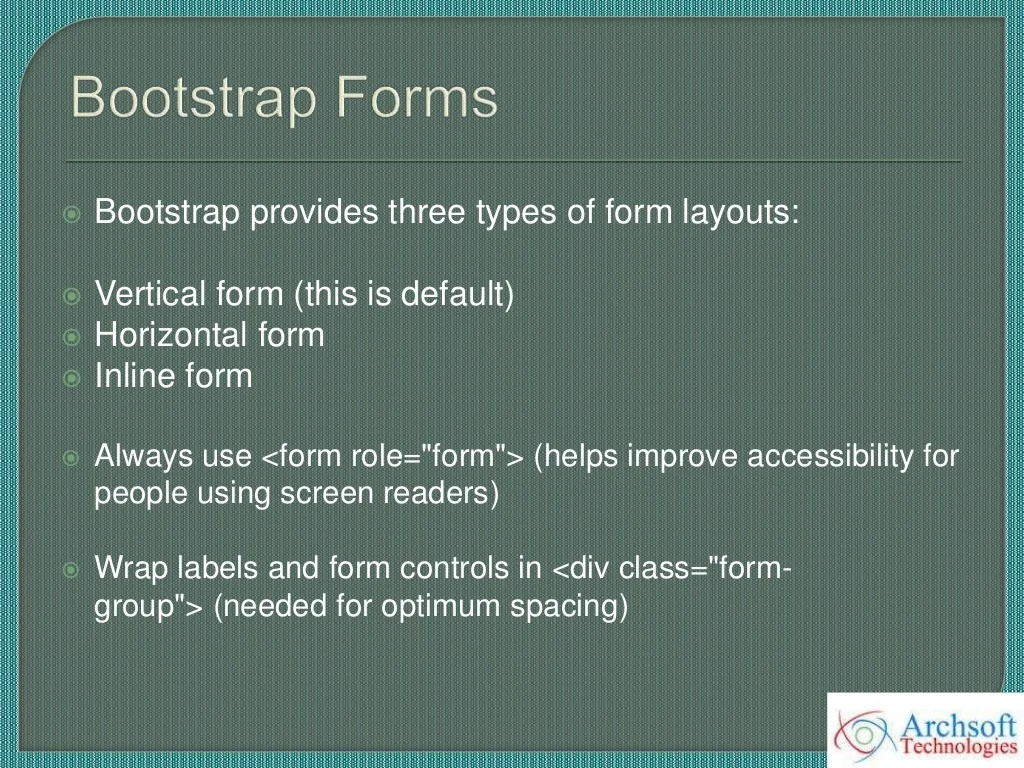 Bootstrap Forms
Bootstrap provides three types of form layouts:
Vertical form (this is default)
Horizontal form
Inline form
Always use <form role="form"> (helps improve accessibility for
people using screen readers)
Wrap labels and form controls in <div class="form-
group"> (needed for optimum spacing)
Archsoft
Technologies